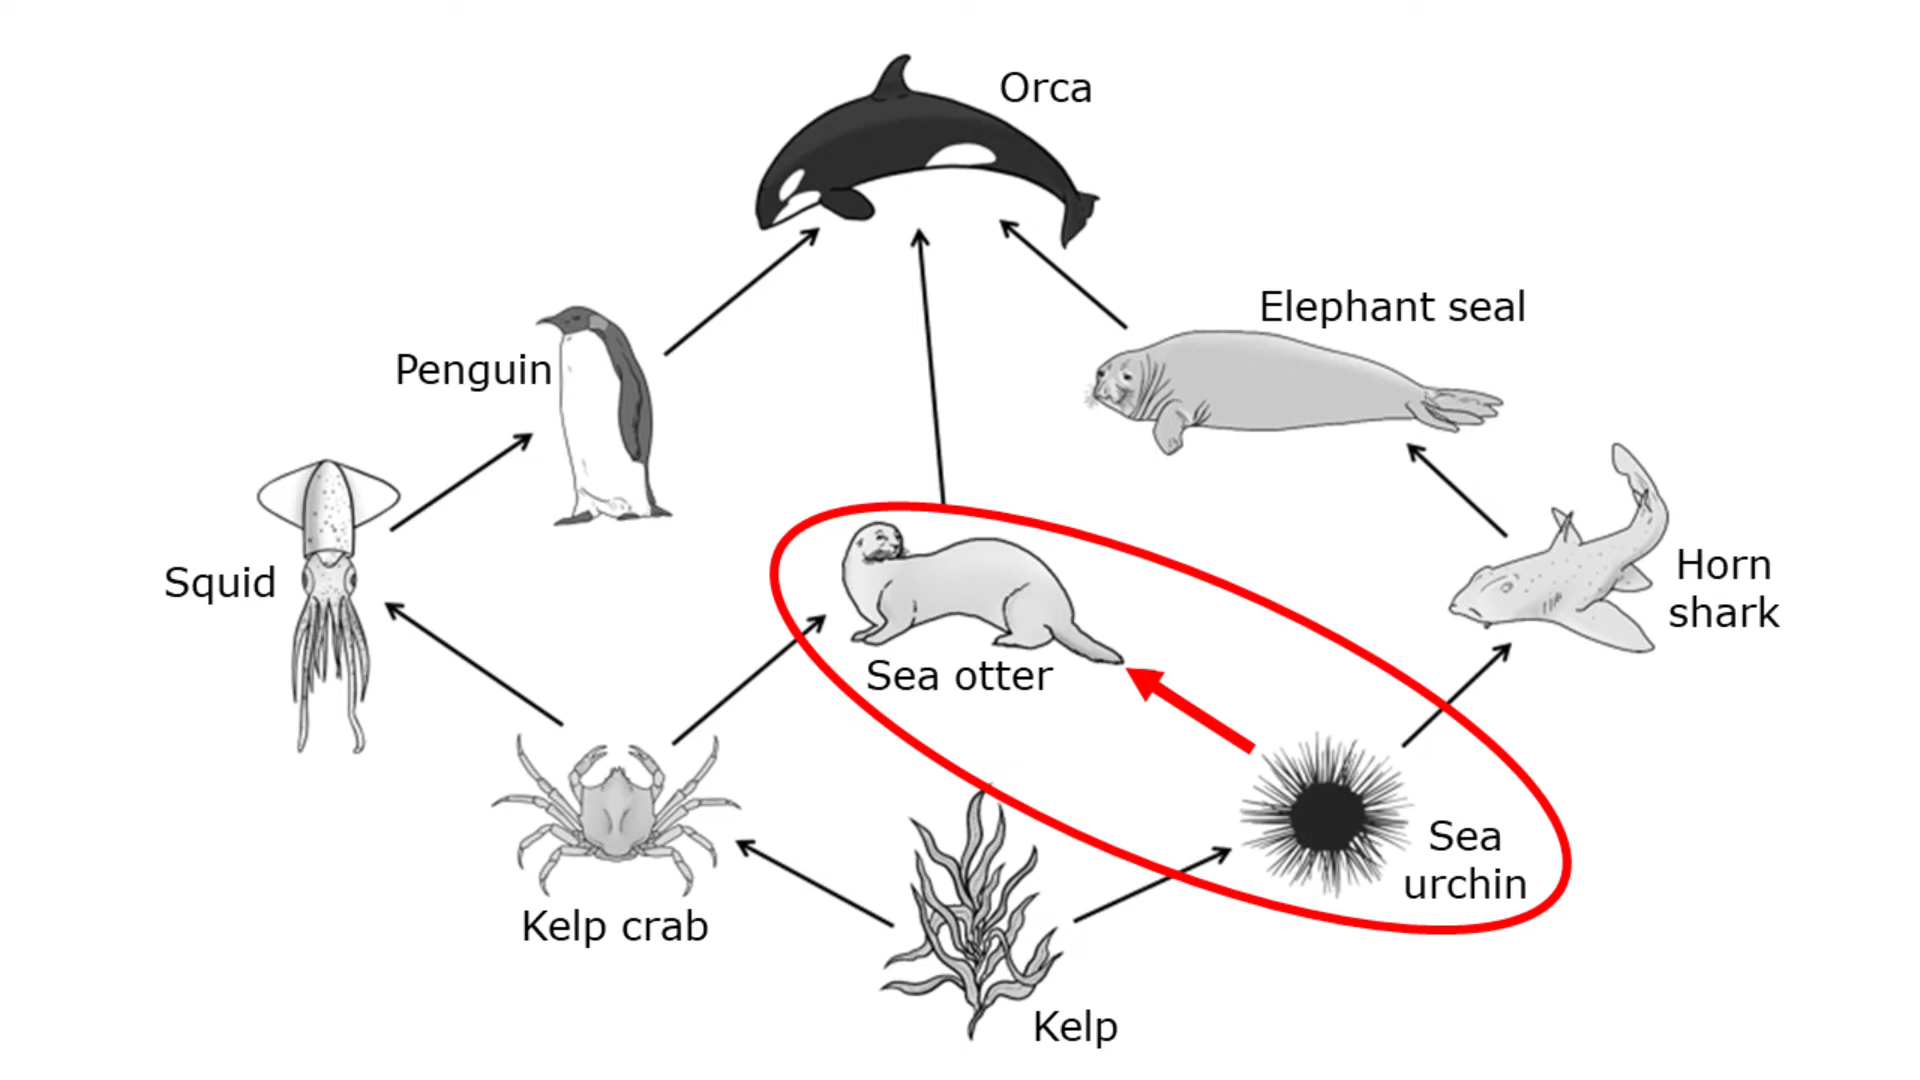 Orca
Elephant seal
Penguin
Squid
Horn
shark
Sea otter
Sea
urchin
Kelp crab
Kelp